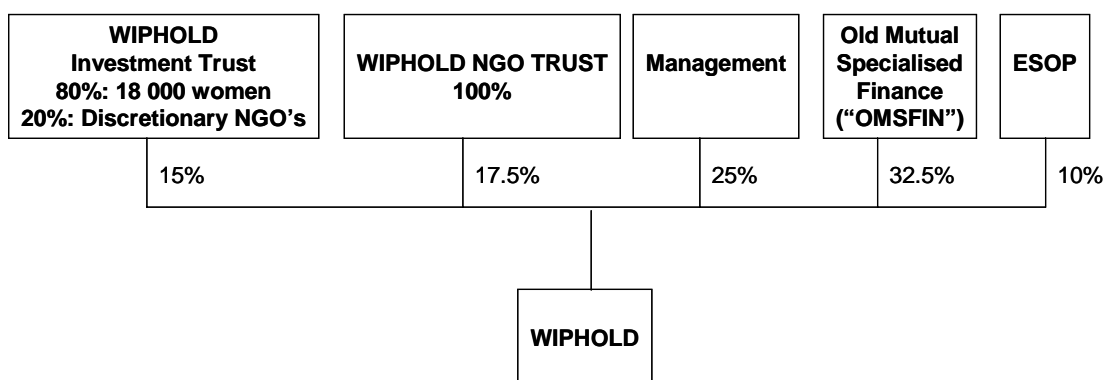 WIPHOLD
Investment Trust
80%: 18 000 women
20%: Discretionary NGO's
WIPHOLD NGO TRUST
100%
Management
Old Mutual
Specialised
Finance
("OMSFIN")
ESOP
15%
17.5%
25%
32.5%
10%
WIPHOLD